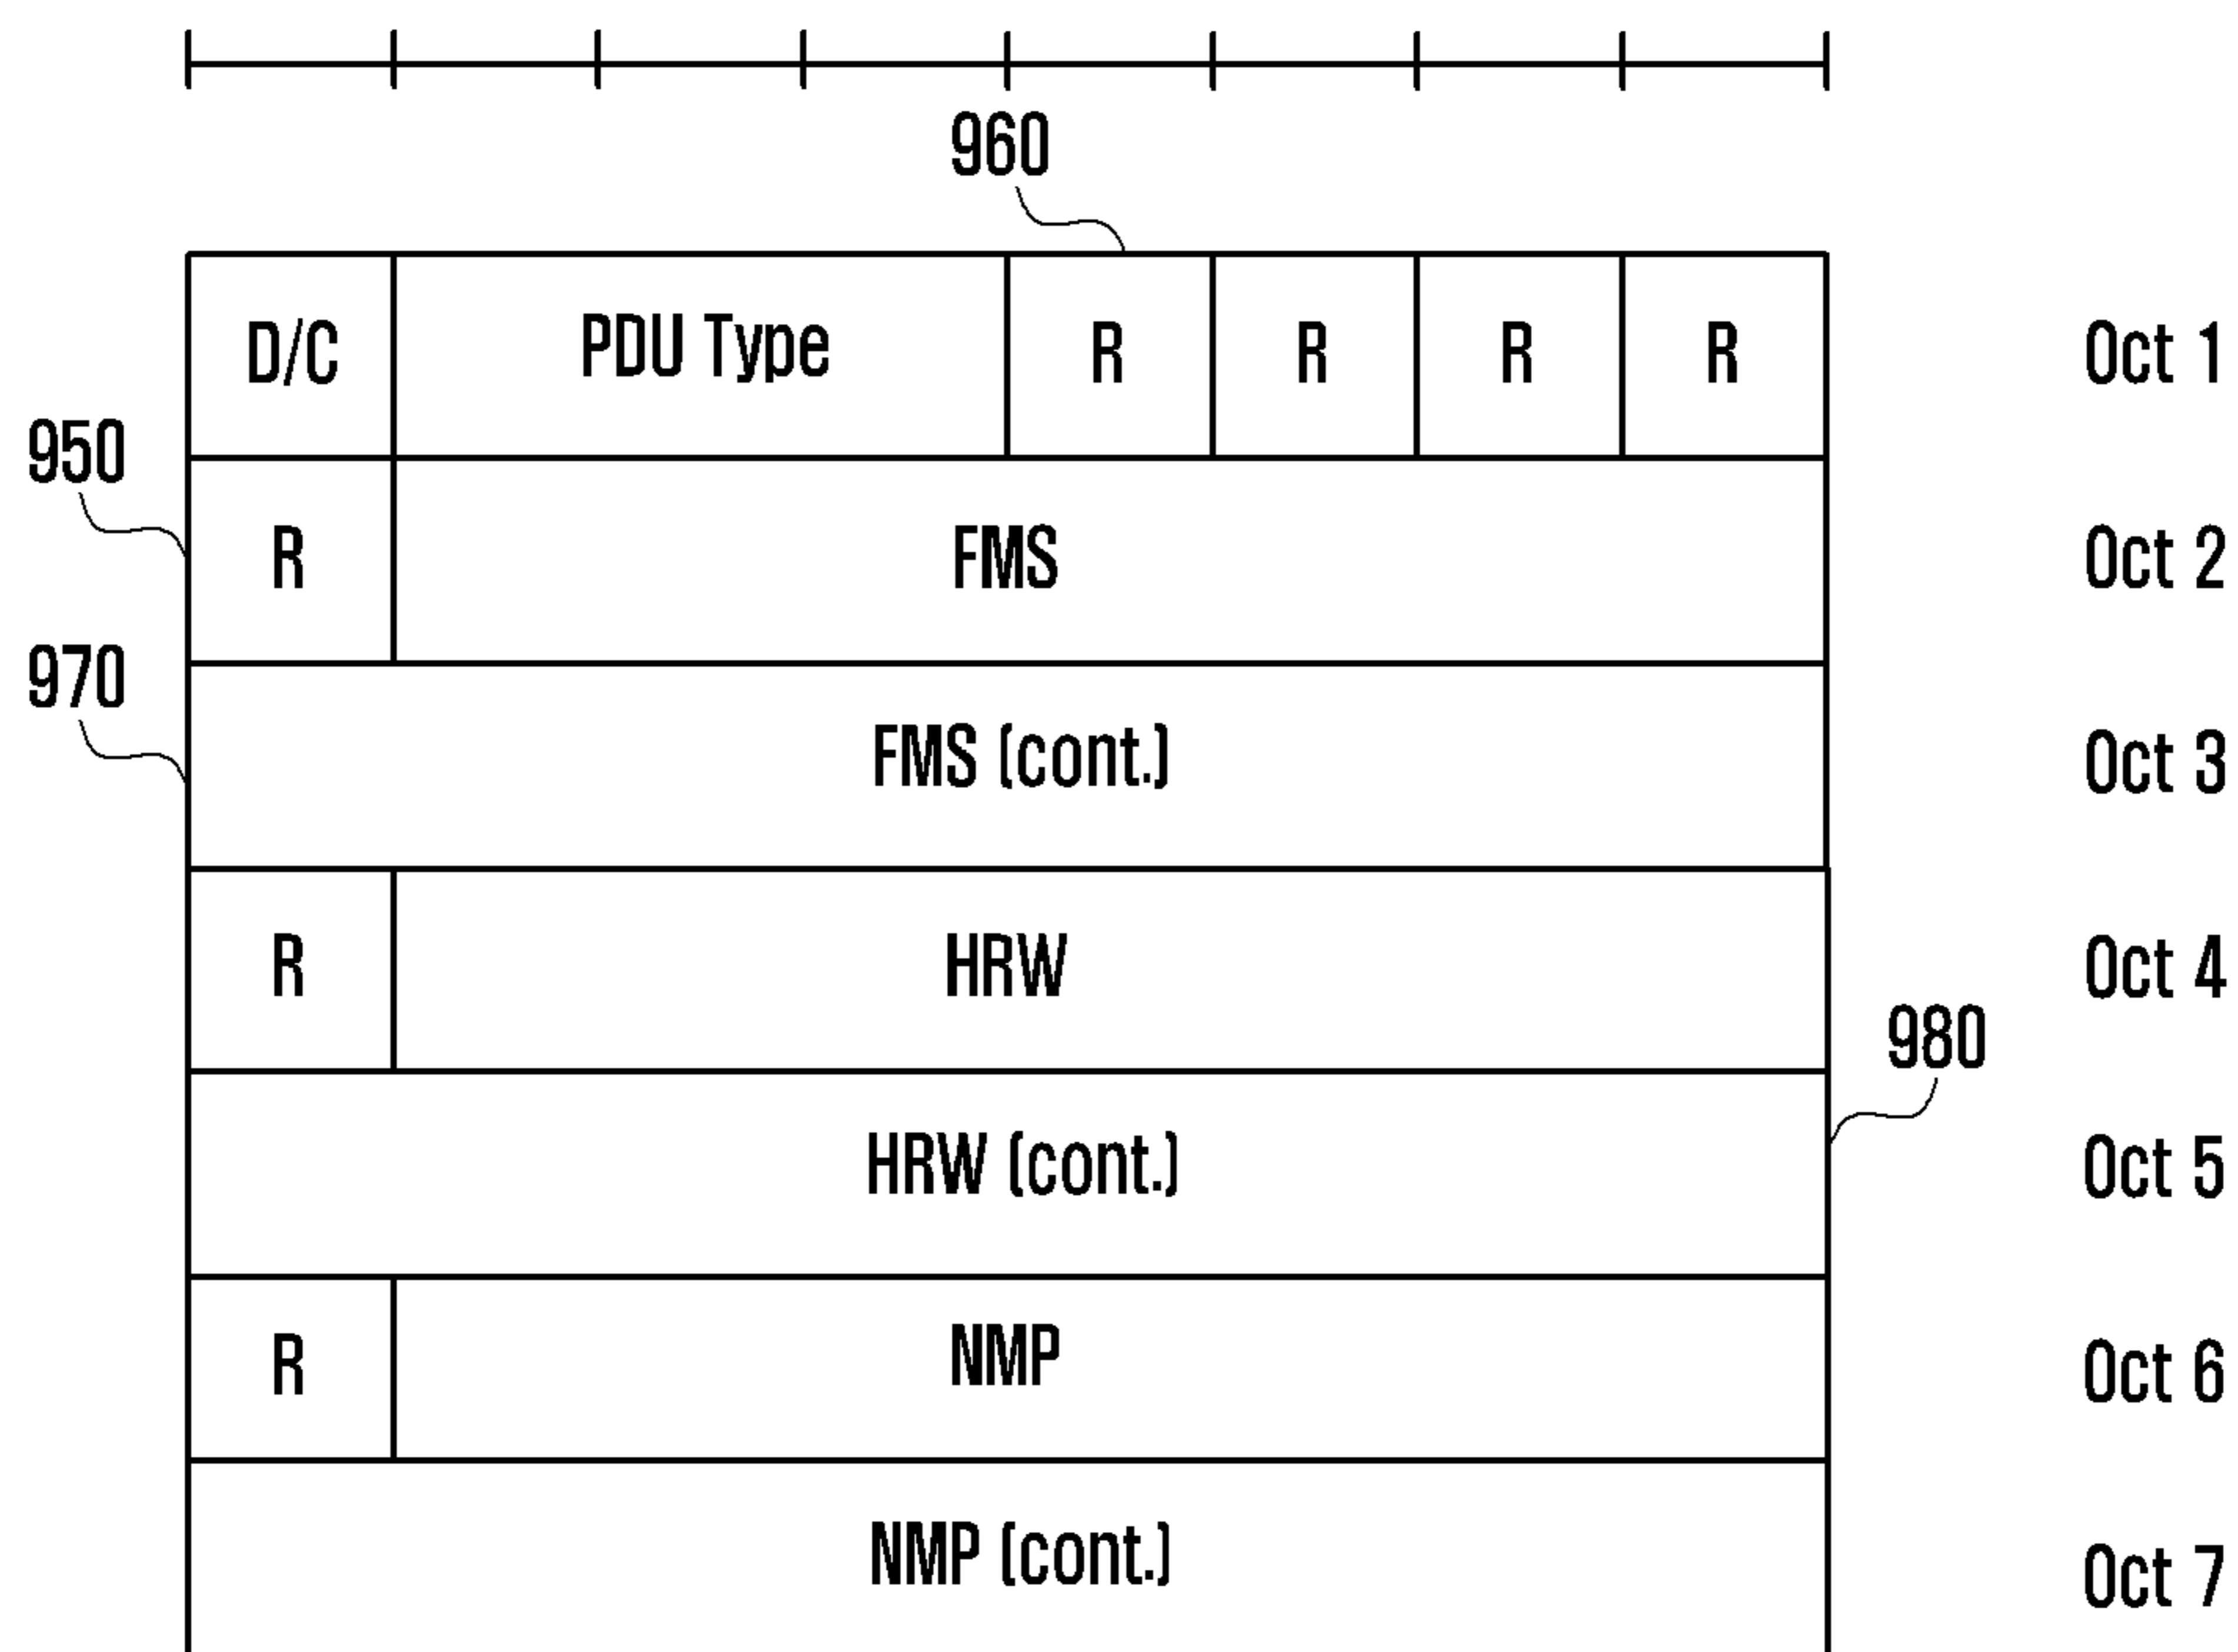 960
D/C PDU Type R R R R Oct 1
950
R FMS Oct 2
970
FMS (cont.) Oct 3
R HRW Oct 4
980
HRW (cont.) Oct 5
R NMP Oct 6
NMP (cont.) Oct 7